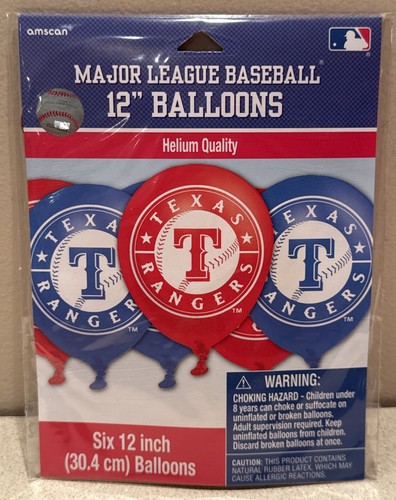 amscan
MAJOR LEAGUE BASEBALL®
12" BALLOONS
Helium Quality
TEXAS
T
RANGERS
TM
TEXAS
T
RANGERS
TM
TEXAS
T
RANGERS
TM
Six 12 inch
(30.4 cm) Balloons
WARNING:
CHOKING HAZARD - Children under
8 years can choke or suffocate on
uninflated or broken balloons.
Adult supervision required. Keep
uninflated balloons from children.
Discard broken balloons at once.
CAUTION: THIS PRODUCT CONTAINS
NATURAL RUBBER LATEX, WHICH MAY
CAUSE ALLERGIC REACTIONS.